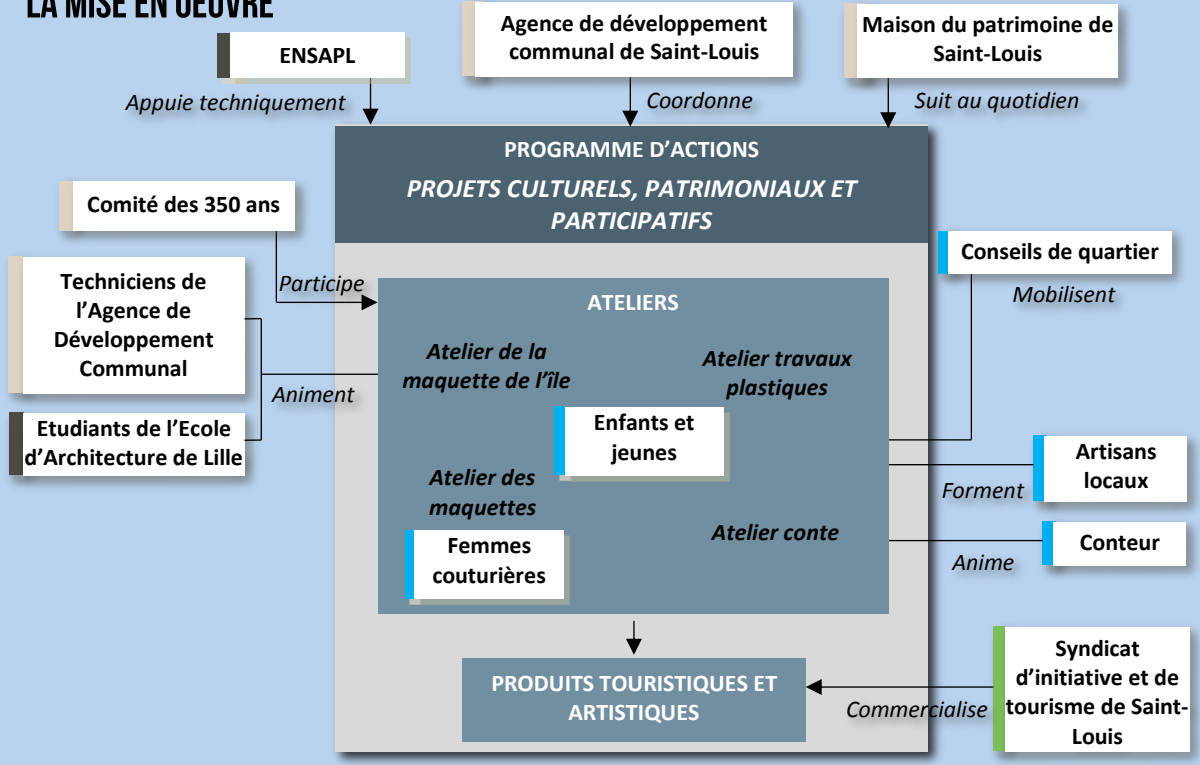 LA MISE EN OEUVRE
ENSAPL
Appuie techniquement
Agence de développement
communal de Saint-Louis
Coordonne
Maison du patrimoine de
Saint-Louis
Suit au quotidien
PROGRAMME D’ACTIONS
PROJETS CULTURELS, PATRIMONIAUX ET
PARTICIPATIFS
Comité des 350 ans
Participe
Techniciens de
l’Agence de
Développement
Communal
Animent
Etudiants de l’Ecole
d’Architecture de Lille
ATELIERS
Atelier de la
maquette de l’île
Atelier travaux
plastiques
Enfants et
jeunes
Atelier des
maquettes
Femmes
couturières
Atelier conte
Conseils de quartier
Mobilisent
Artisans
locaux
Forment
Conteur
Anime
PRODUITS TOURISTIQUES ET
ARTISTIQUES
Commercialise
Syndicat
d’initiative et de
tourisme de Saint-
Louis